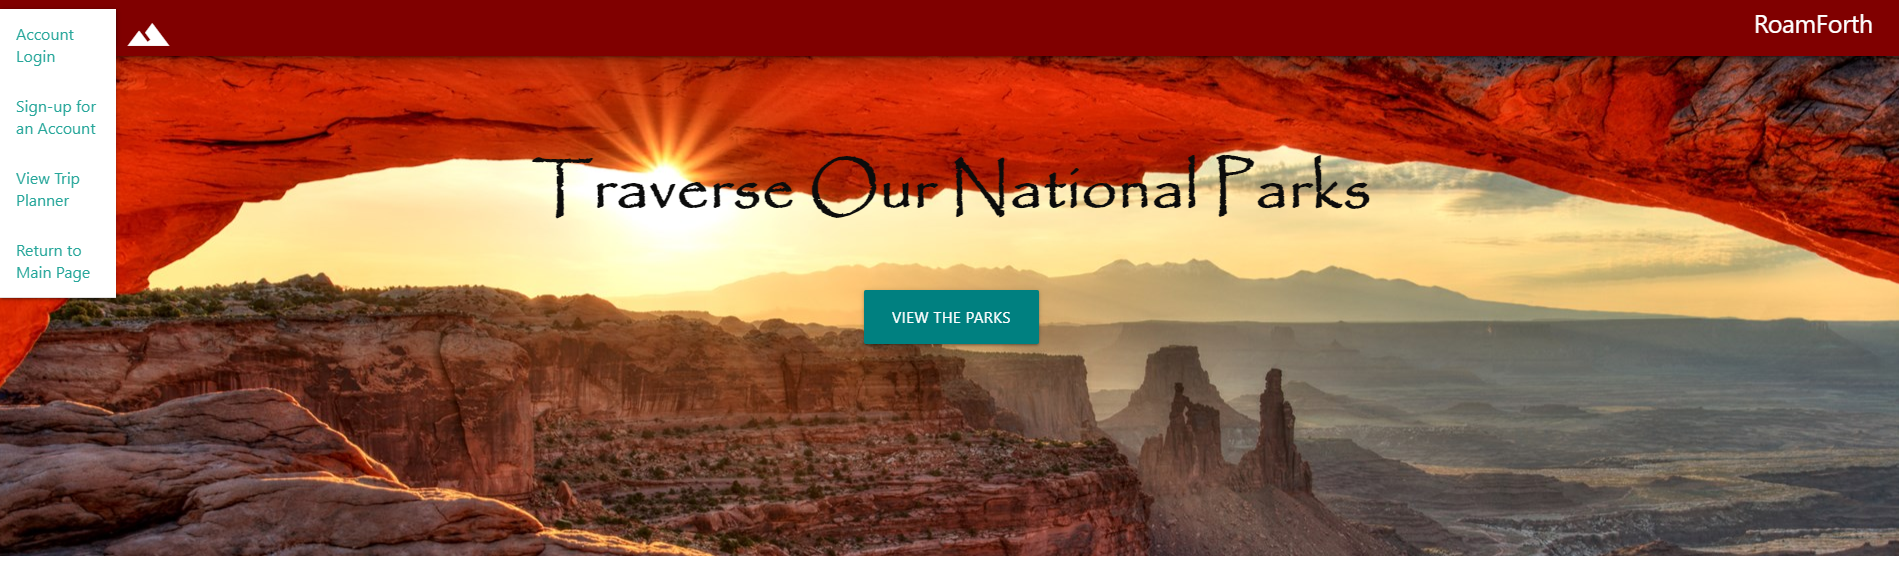 Account
Login
Sign-up for
an Account
View Trip
Planner
Return to
Main Page
RoamForth
Traverse Our National Parks
VIEW THE PARKS